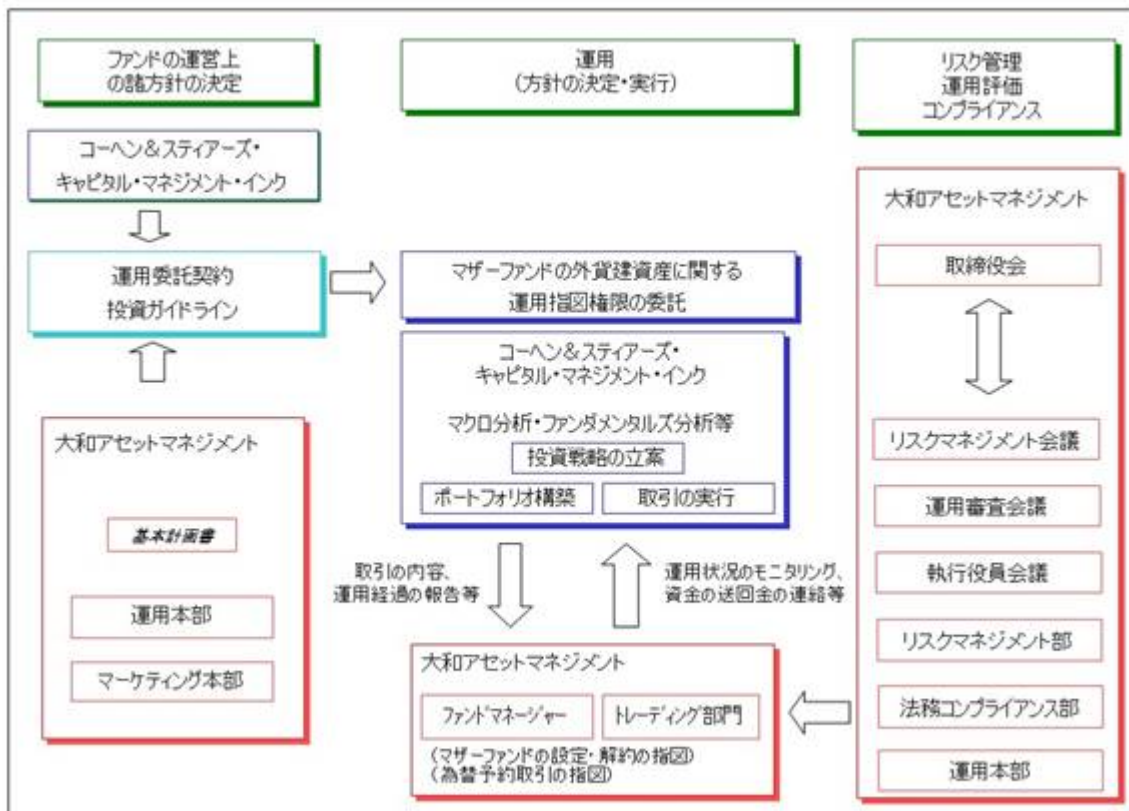 ファンドの運営上
の諸方針の決定
運用
(方針の決定・実行)
リスク管理
運用評価
コンプライアンス
コーヘン＆スティアーズ・
キャピタル・マネジメント・インク
運用委託契約
投資ガイドライン
大和アセットマネジメント
基本計画書
運用本部
マーケティング本部
マザーファンドの外貨建資産に関する
運用指図権限の委託
コーヘン＆スティアーズ・
キャピタル・マネジメント・インク
マクロ分析・ファンダメンタルズ分析等
投資戦略の立案
ポートフォリオ構築
取引の実行
取引の内容、
運用経過の報告等
運用状況のモニタリング、
資金の送回金の連絡等
大和アセットマネジメント
ファンドマネージャー
トレーディング部門
(マザーファンドの設定・解約の指図)
(為替予約取引の指図)
大和アセットマネジメント
取締役会
リスクマネジメント会議
運用審査会議
執行役員会議
リスクマネジメント部
法務コンプライアンス部
運用本部